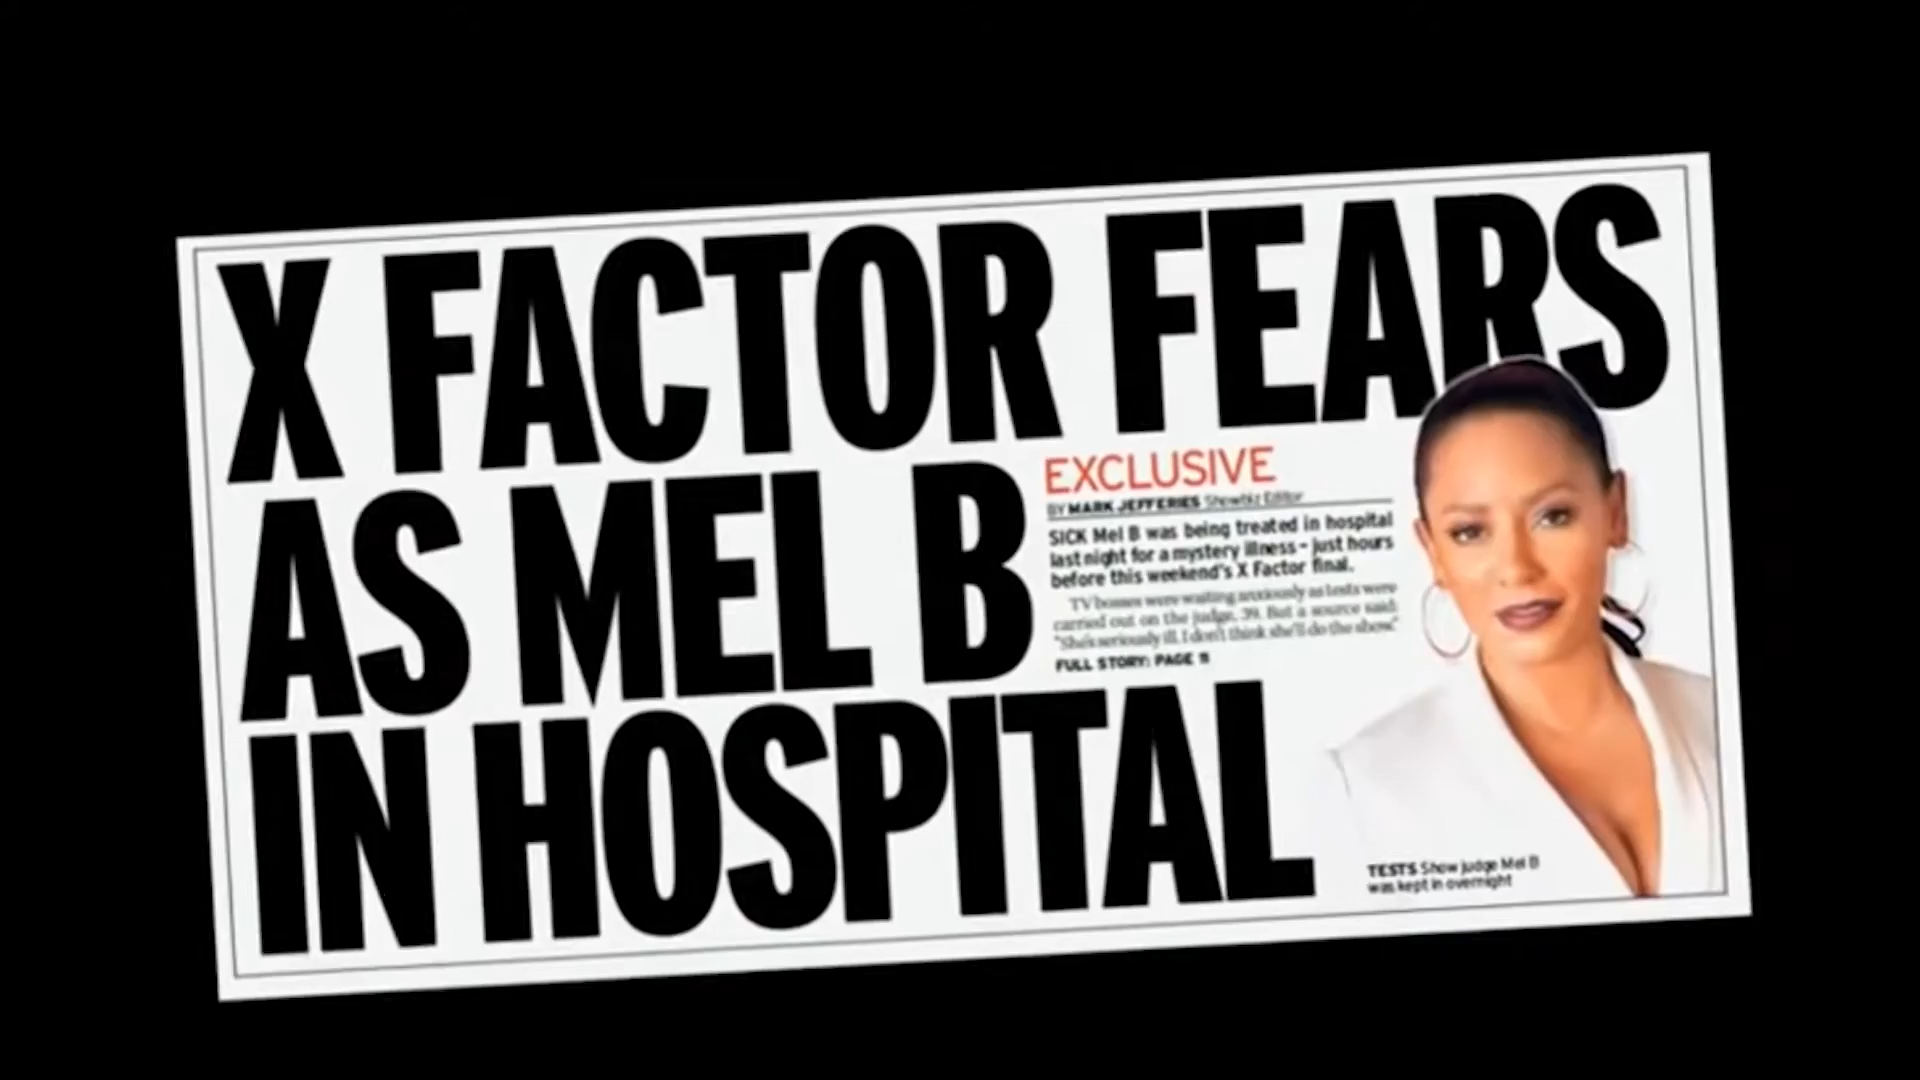 X FACTOR FEARS
AS MEL B
IN HOSPITAL
EXCLUSIVE
BY MARK JEFFERIES Showbiz Editor
SICK Mel B was being treated in hospital
last night for a mystery illness – just hours
before this weekend's X Factor final.
TV bosses were waiting anxiously as tests were
carried out on the judge, 39. But a source said:
"She's seriously ill. I don't think she'll do the show."
FULL STORY: PAGE 11
TESTS Show judge Mel B
was kept in overnight